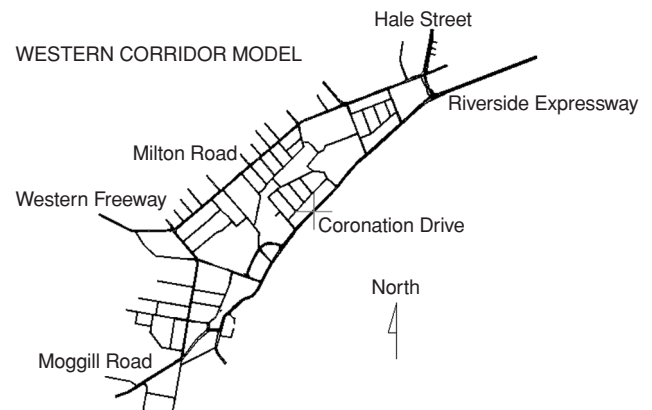 Hale Street
WESTERN CORRIDOR MODEL
Riverside Expressway
Milton Road
Western Freeway
Coronation Drive
North
Moggill Road